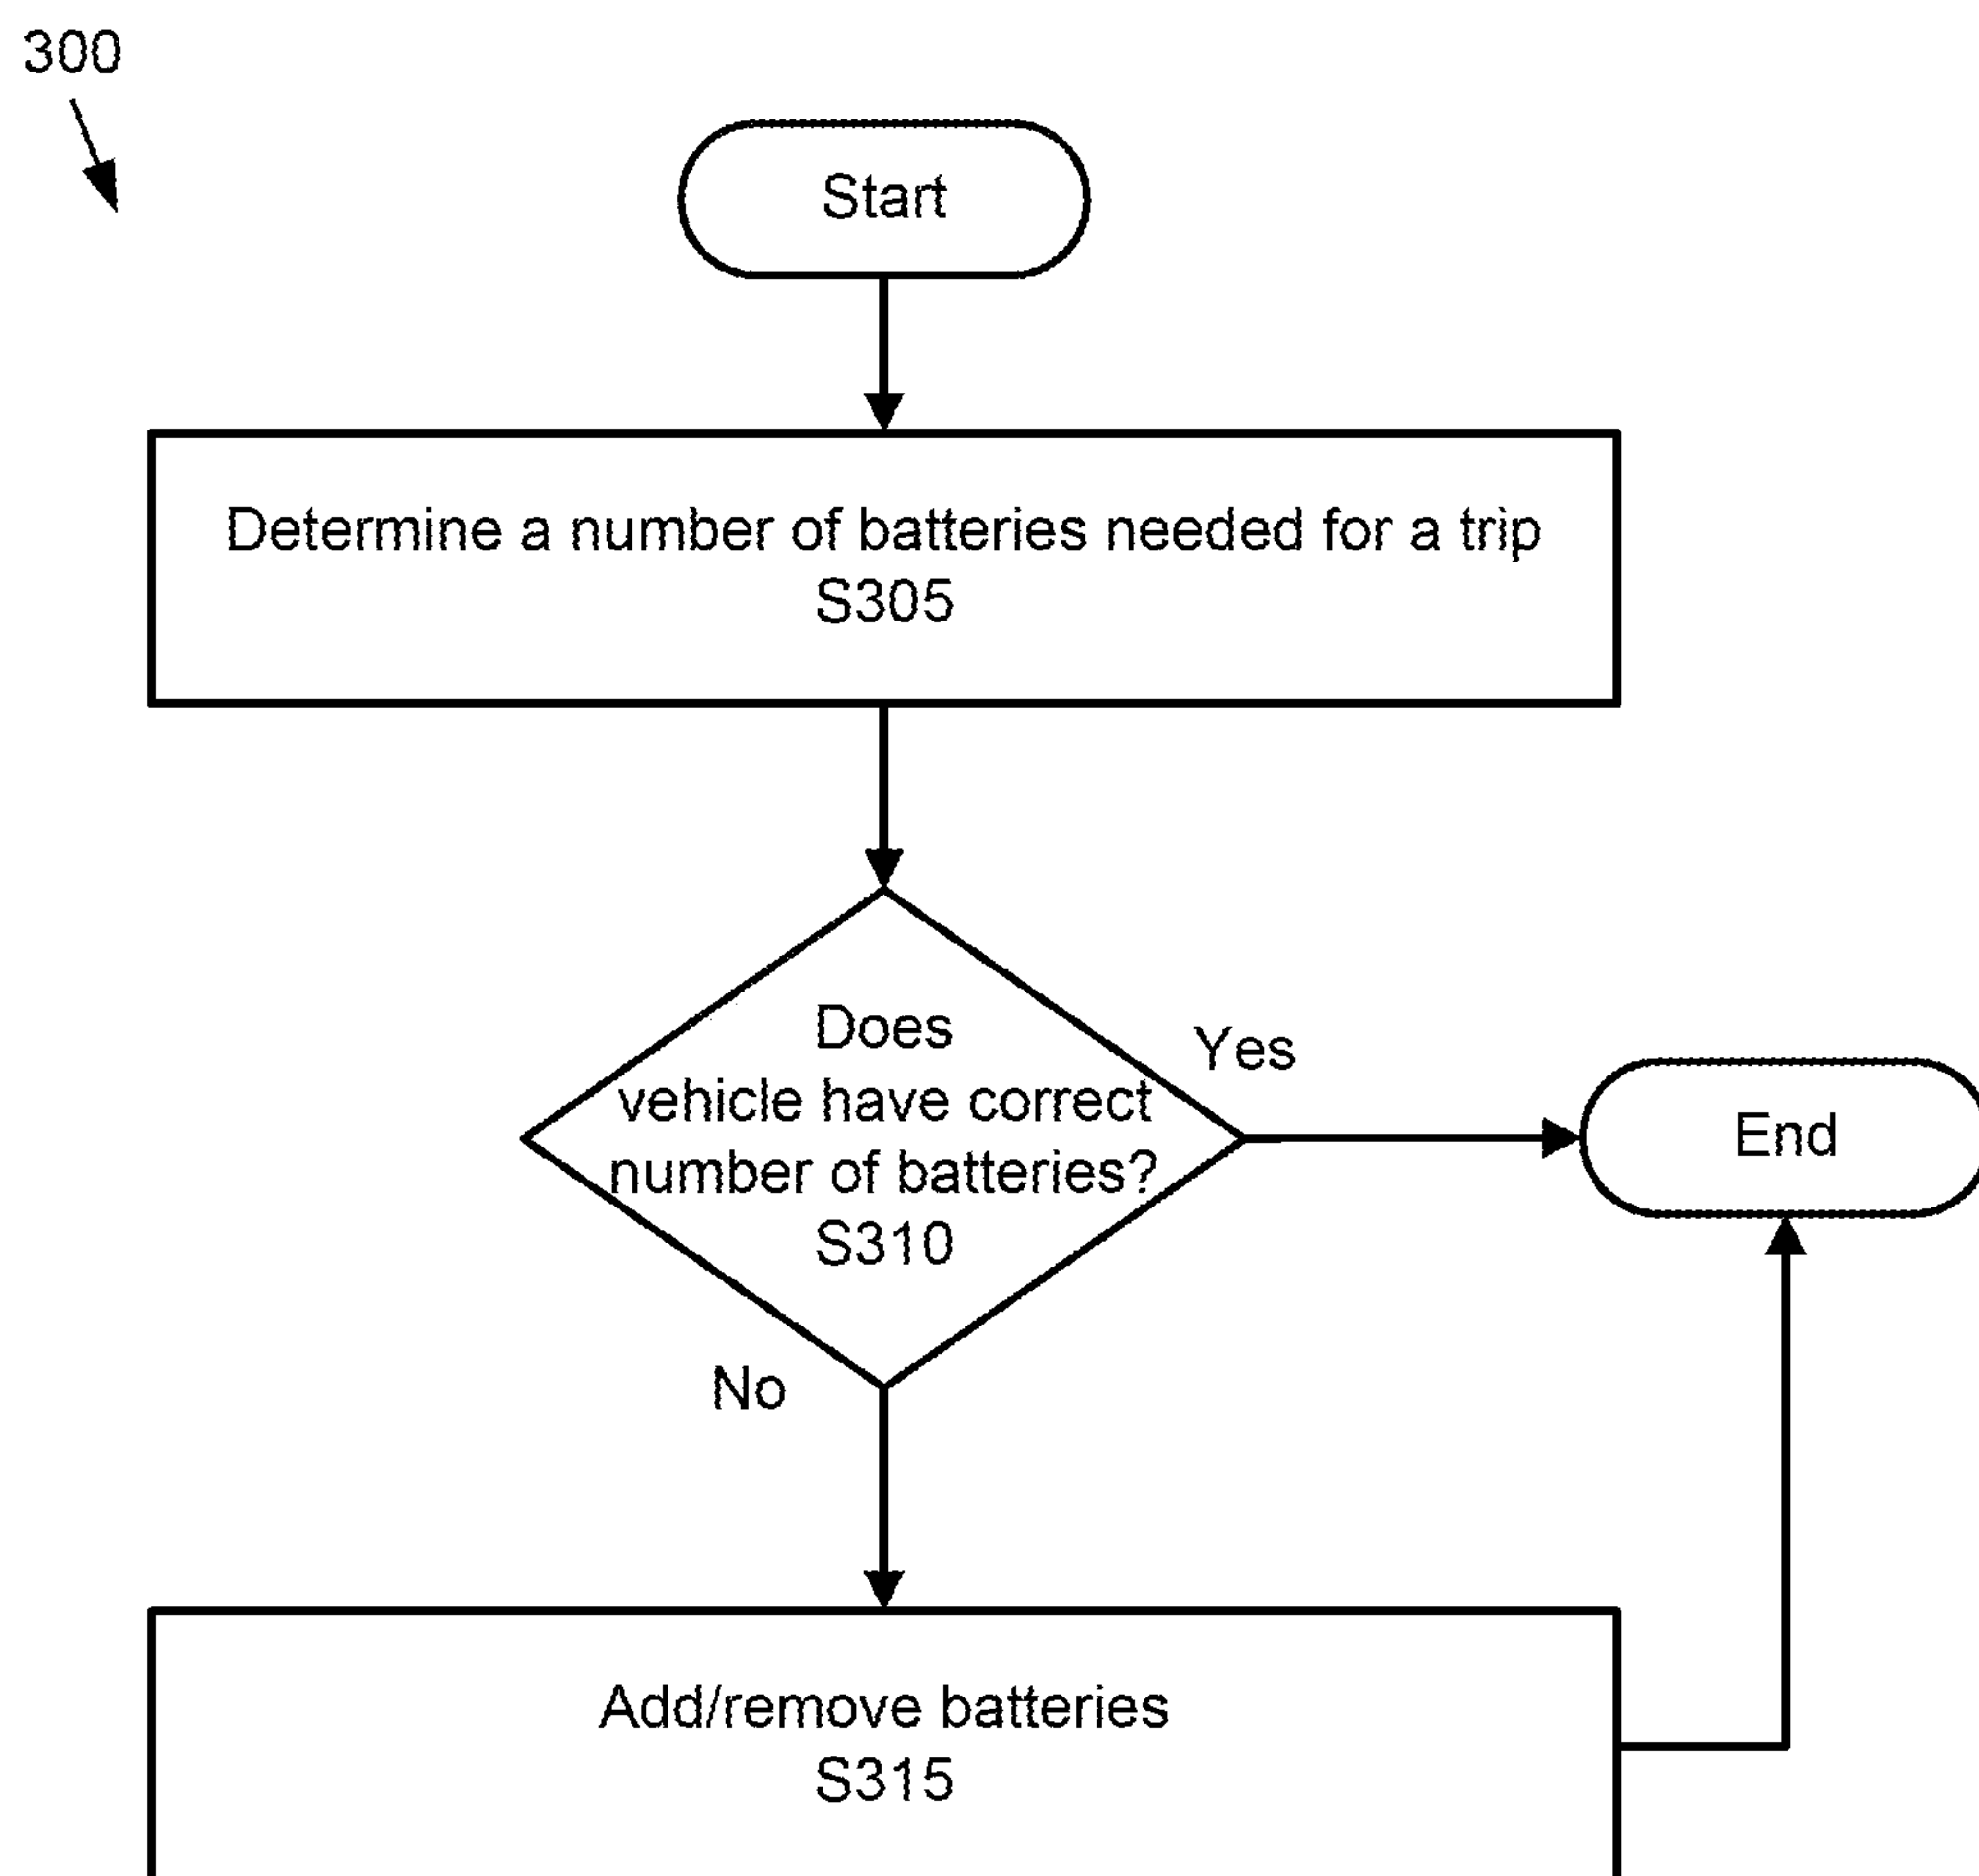 300
Start
Determine a number of batteries needed for a trip
S305
Does
vehicle have correct
number of batteries?
S310
Yes
End
No
Add/remove batteries
S315